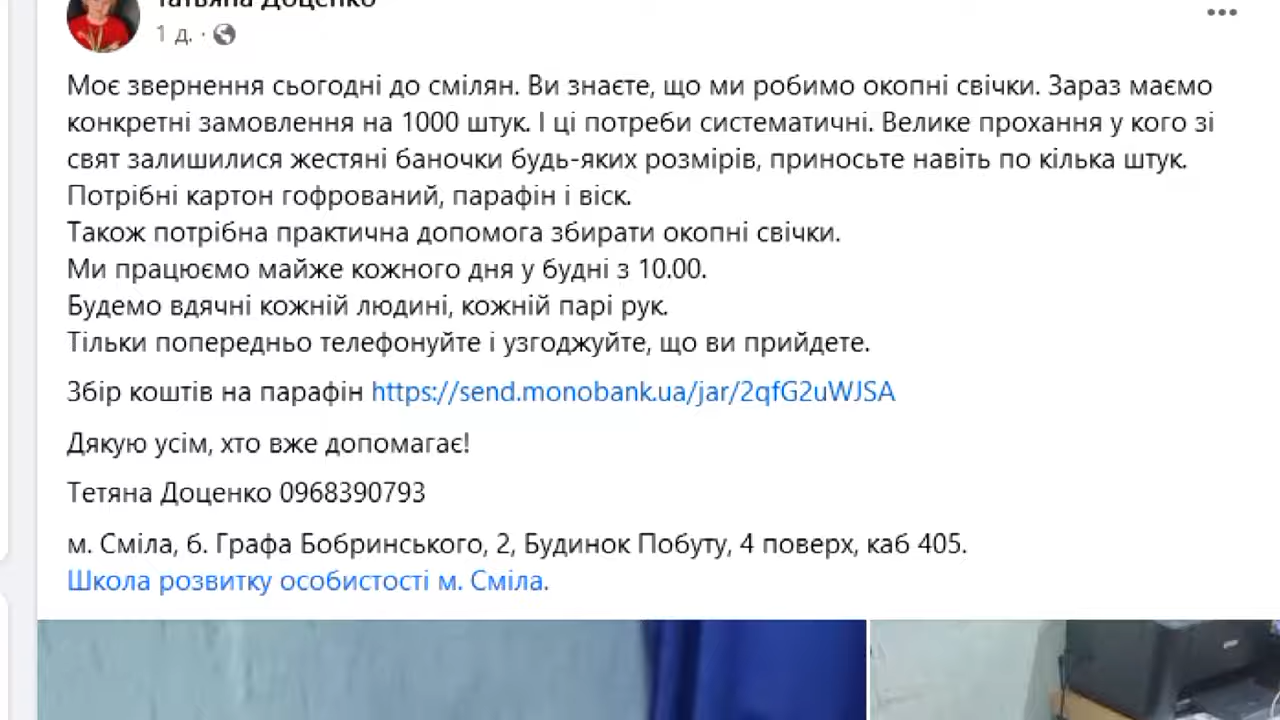 Татьяна Доценко
1 д.
Моє звернення сьогодні до смілян. Ви знаєте, що ми робимо окопні свічки. Зараз маємо
конкретні замовлення на 1000 штук. І ці потреби систематичні. Велике прохання у кого зі
свят залишилися жестяні баночки будь-яких розмірів, приносьте навіть по кілька штук.
Потрібні картон гофрований, парафін і віск.
Також потрібна практична допомога збирати окопні свічки.
Ми працюємо майже кожного дня у будні з 10.00.
Будемо вдячні кожній людині, кожній парі рук.
Тільки попередньо телефонуйте і узгоджуйте, що ви прийдете.
Збір коштів на парафін https://send.monobank.ua/jar/2qfG2uWJSA
Дякую усім, хто вже допомагає!
Тетяна Доценко 0968390793
м. Сміла, б. Графа Бобринського, 2, Будинок Побуту, 4 поверх, каб 405.
Школа розвитку особистості м. Сміла.